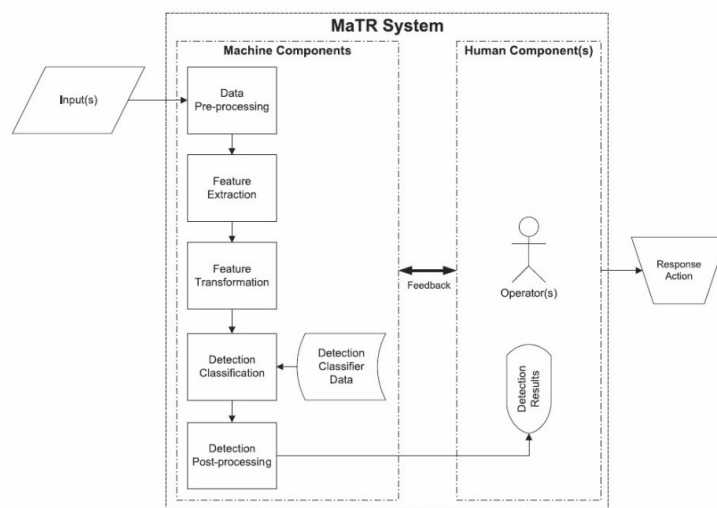 MaTR System
Machine Components
Human Component(s)
Input(s)
Data
Pre-processing
Feature
Extraction
Feature
Transformation
Feedback
Operator(s)
Response
Action
Detection
Classification
Detection
Classifier
Data
Detection
Results
Detection
Post-processing